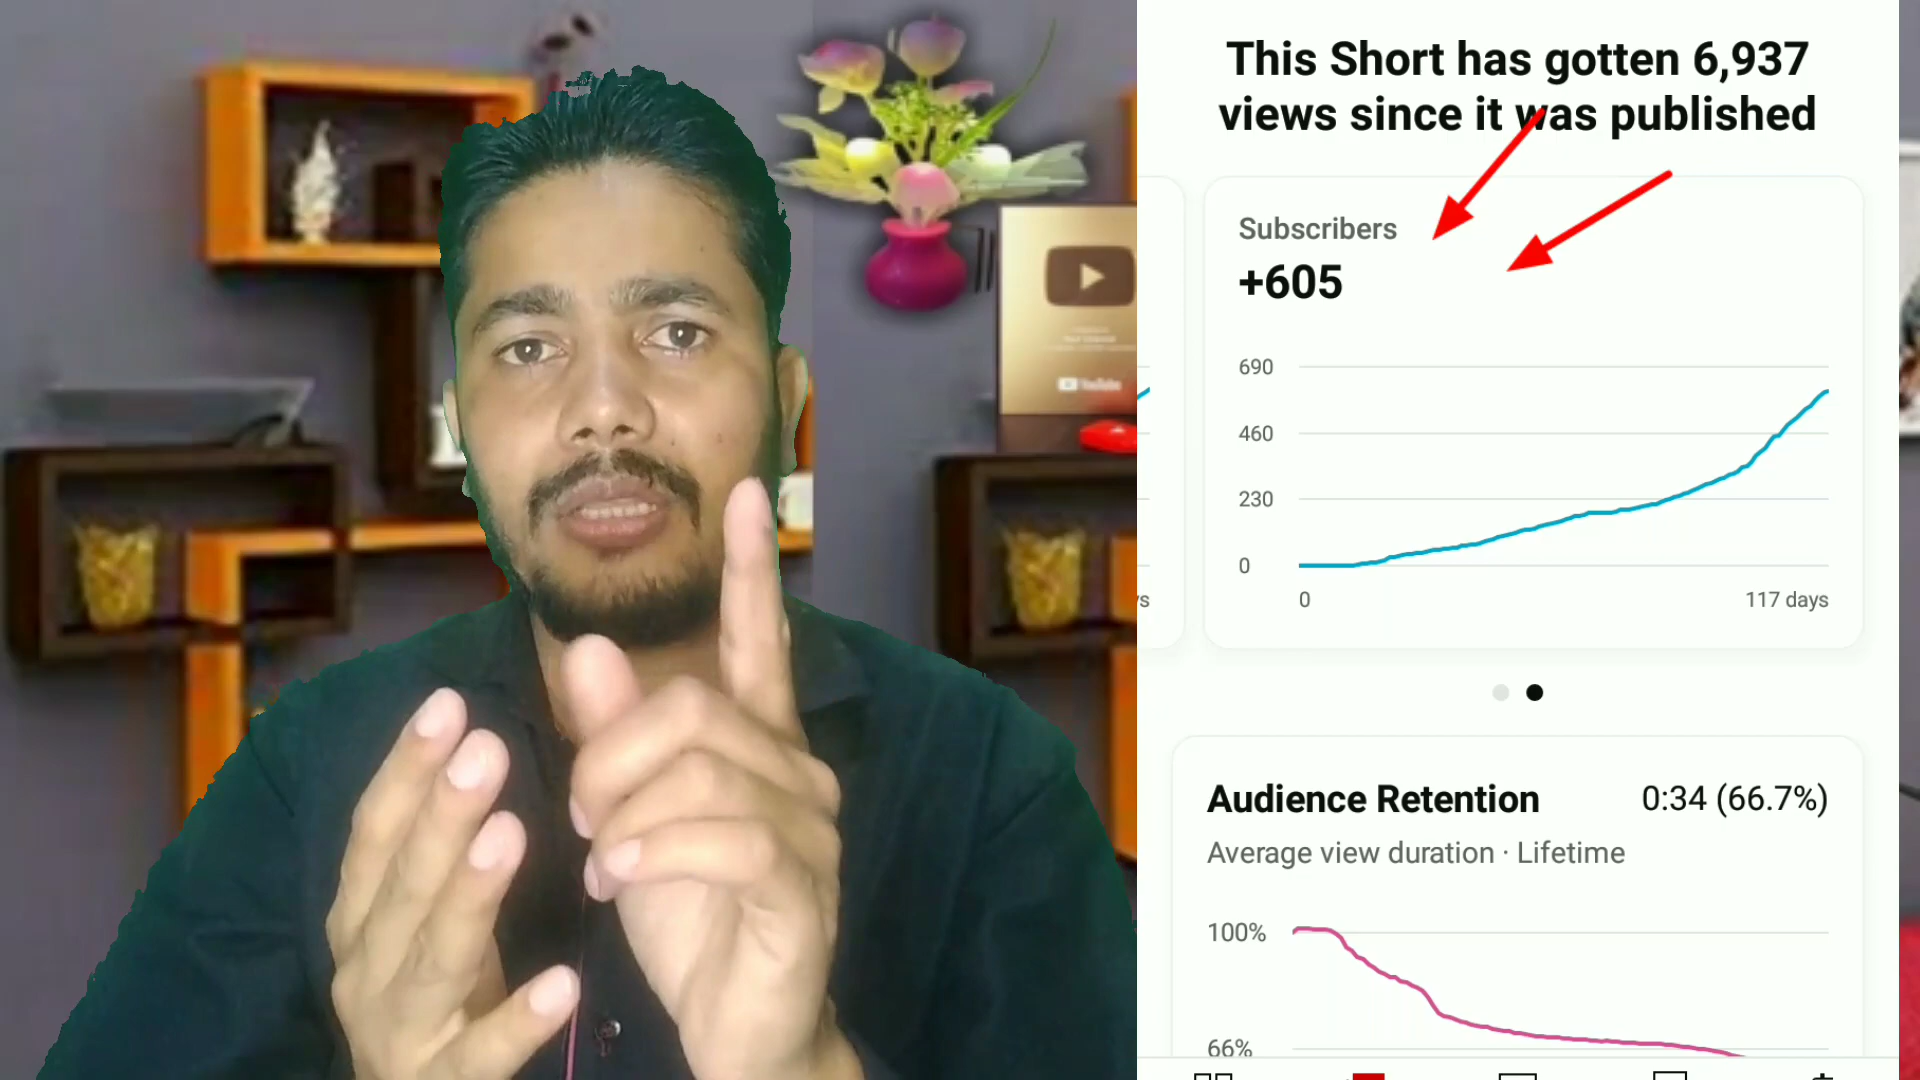 This Short has gotten 6,937
views since it was published
Subscribers
+605
690
460
230
0
0
117 days
Audience Retention
0:34 (66.7%)
Average view duration · Lifetime
100%
66%
YouTube